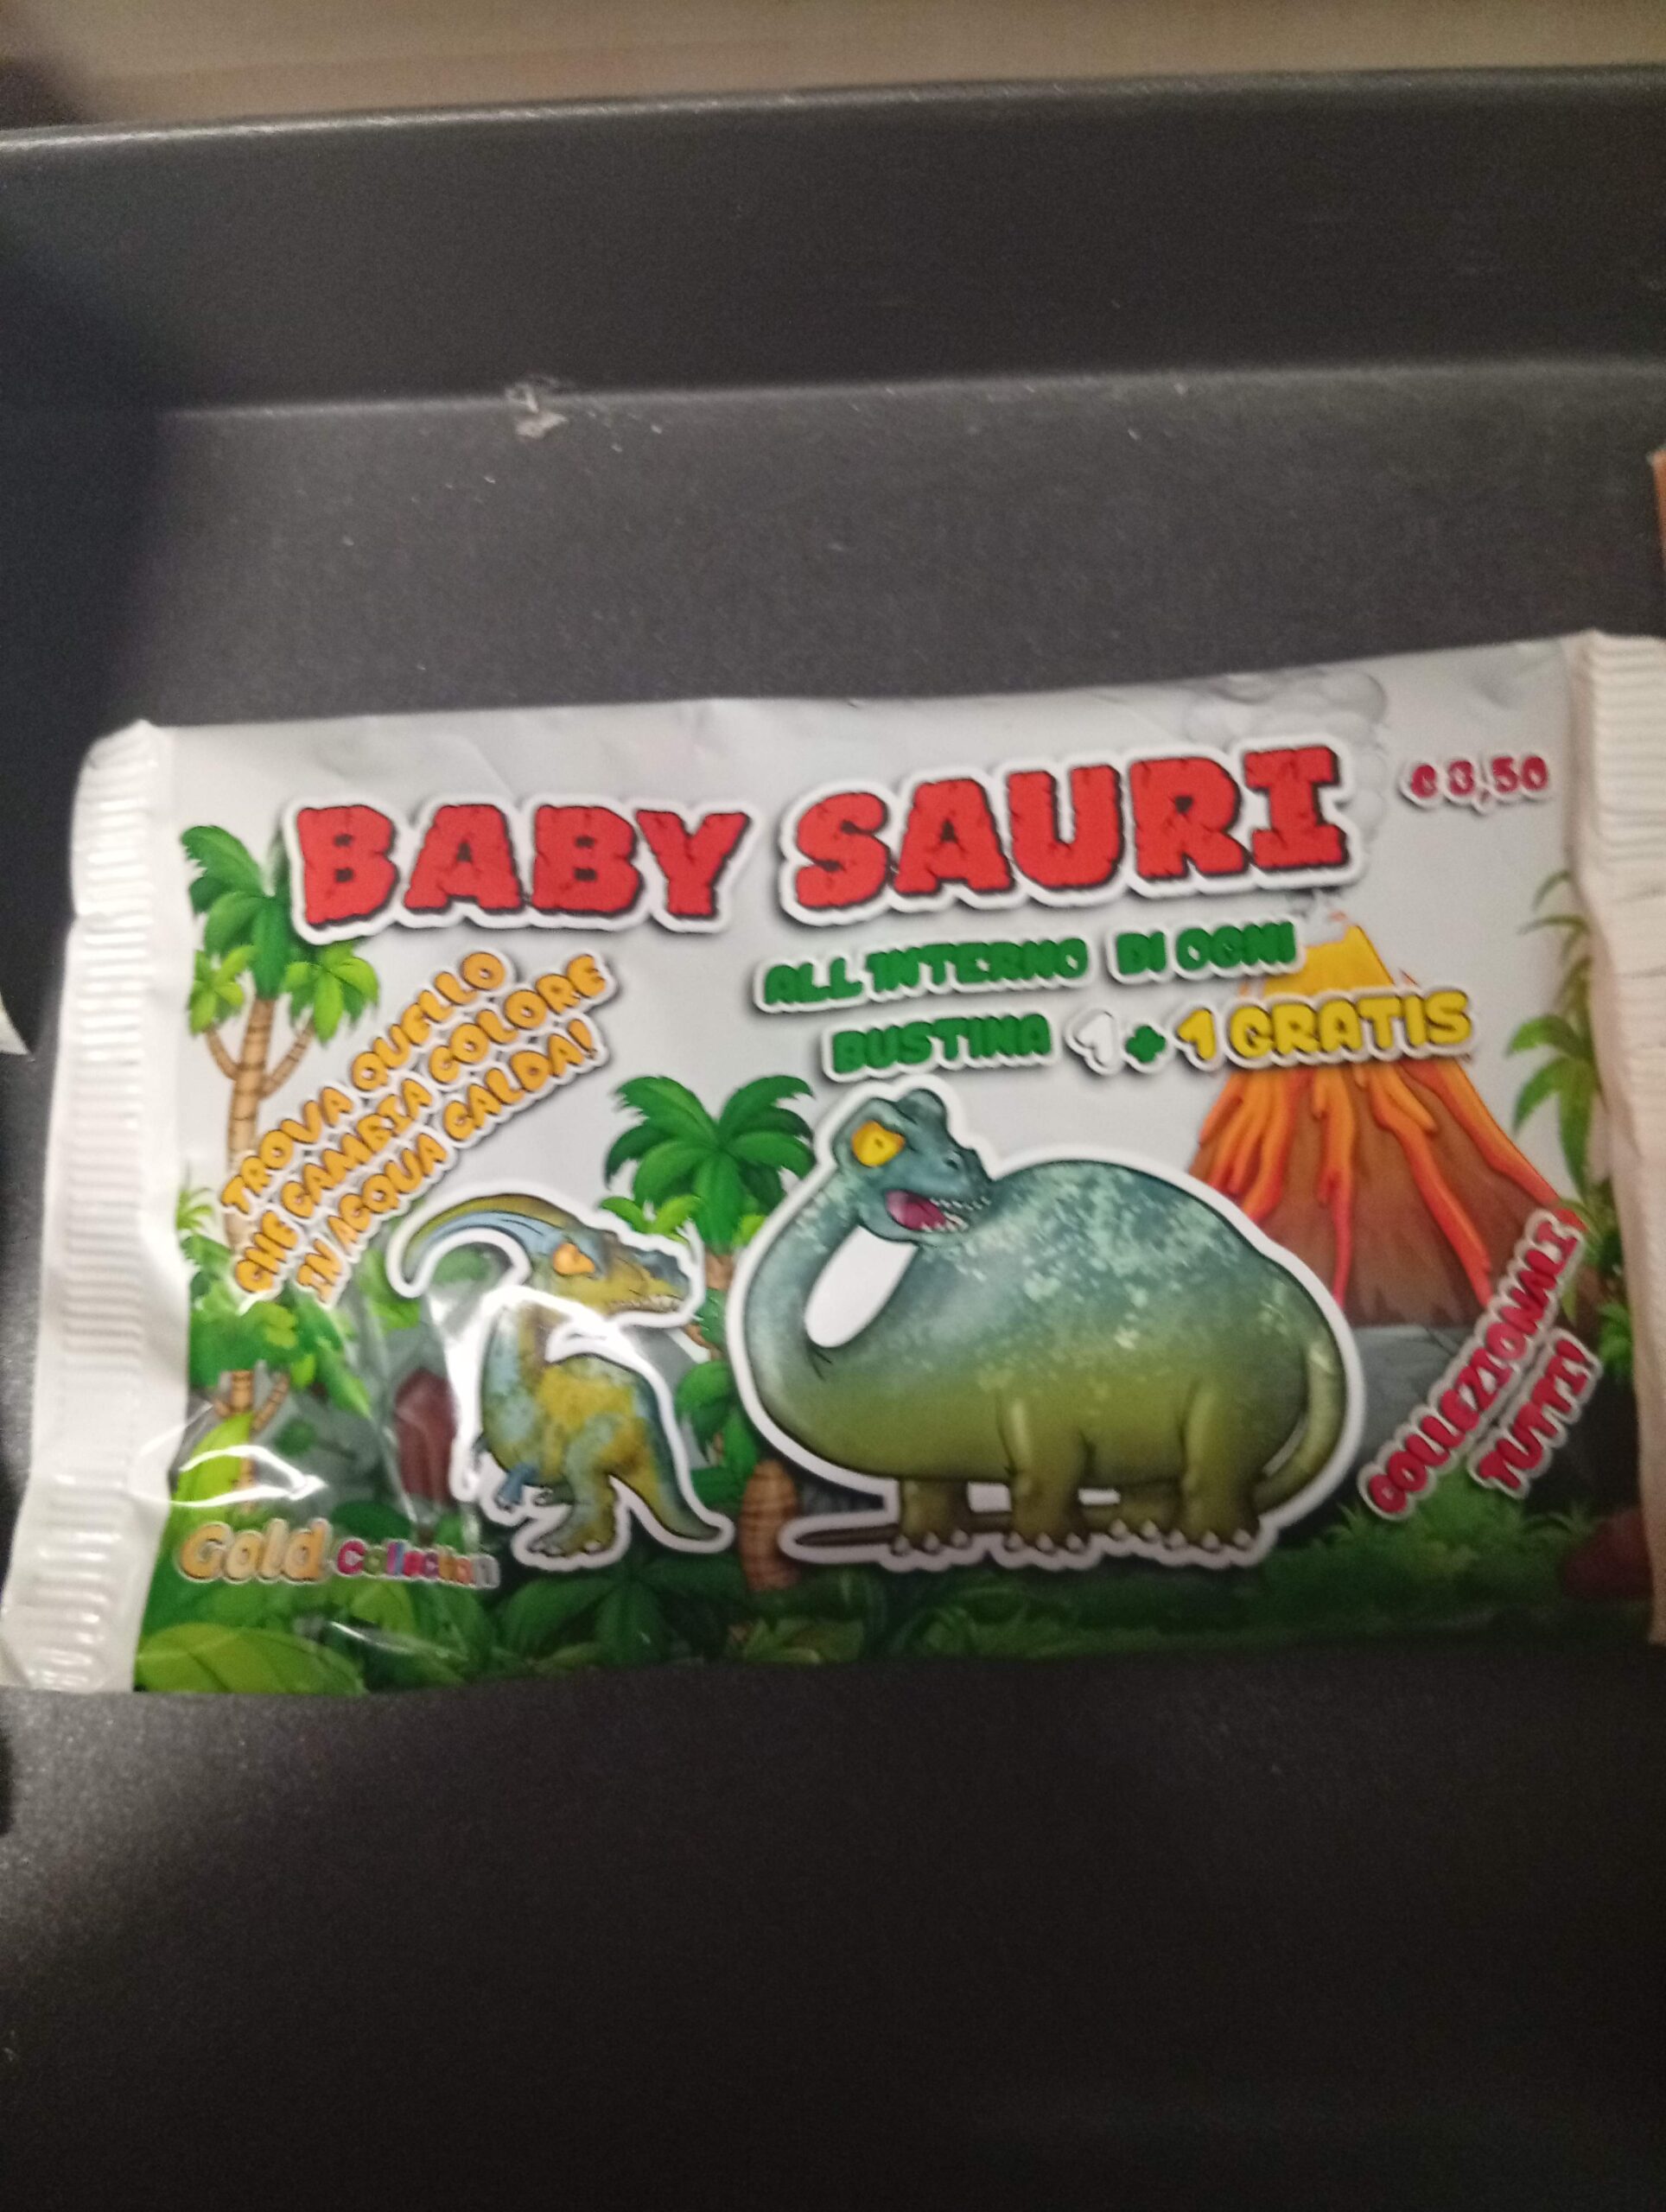 BABY SAURI
€ 3,50
ALL'INTERNO DI OGNI
BUSTINA 1+1 GRATIS
TROVA QUELLO
CHE CAMBIA COLORE
IN ACQUA CALDA!
COLLEZIONALI
TUTTI!
Gold Collection